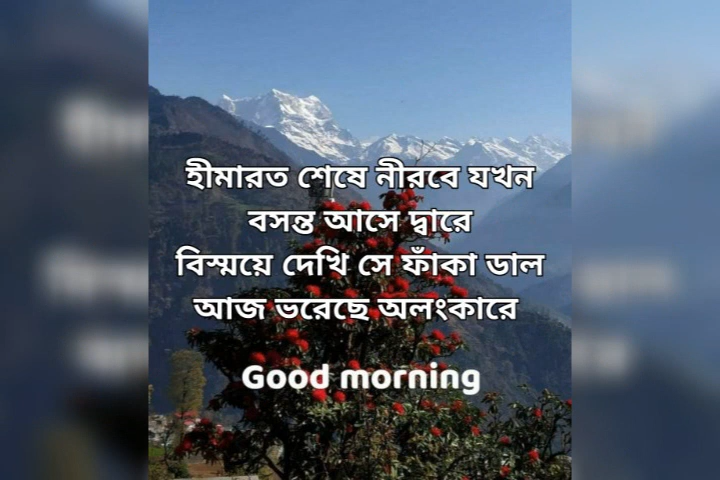 হীমারত শেষে নীরবে যখন
বসন্ত আসে দ্বারে
বিস্ময়ে দেখি সে ফাঁকা ডাল
আজ ভরেছে অলংকারে
Good morning